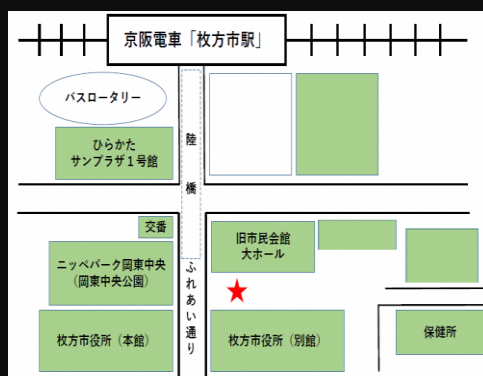 京阪電車「枚方市駅」
バスロータリー
ひらかた
サンプラザ1号館
陸橋
交番
旧市民会館
大ホール
ニッペパーク岡東中央
(岡東中央公園)
ふれあい通り
枚方市役所(本館)
枚方市役所(別館)
保健所